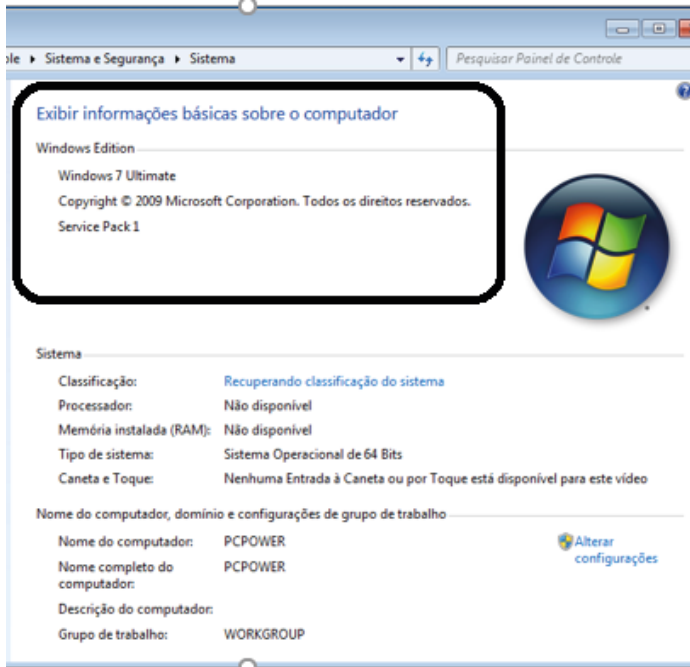 Sistema e Segurança ▸ Sistema
Pesquisar Painel de Controle
Exibir informações básicas sobre o computador
Windows Edition
Windows 7 Ultimate
Copyright © 2009 Microsoft Corporation. Todos os direitos reservados.
Service Pack 1
Sistema
Classificação: Recuperando classificação do sistema
Processador: Não disponível
Memória instalada (RAM): Não disponível
Tipo de sistema: Sistema Operacional de 64 Bits
Caneta e Toque: Nenhuma Entrada à Caneta ou por Toque está disponível para este vídeo
Nome do computador, domínio e configurações de grupo de trabalho
Nome do computador: PCPOWER
Alterar
configurações
Nome completo do PCPOWER
computador:
Descrição do computador:
Grupo de trabalho: WORKGROUP